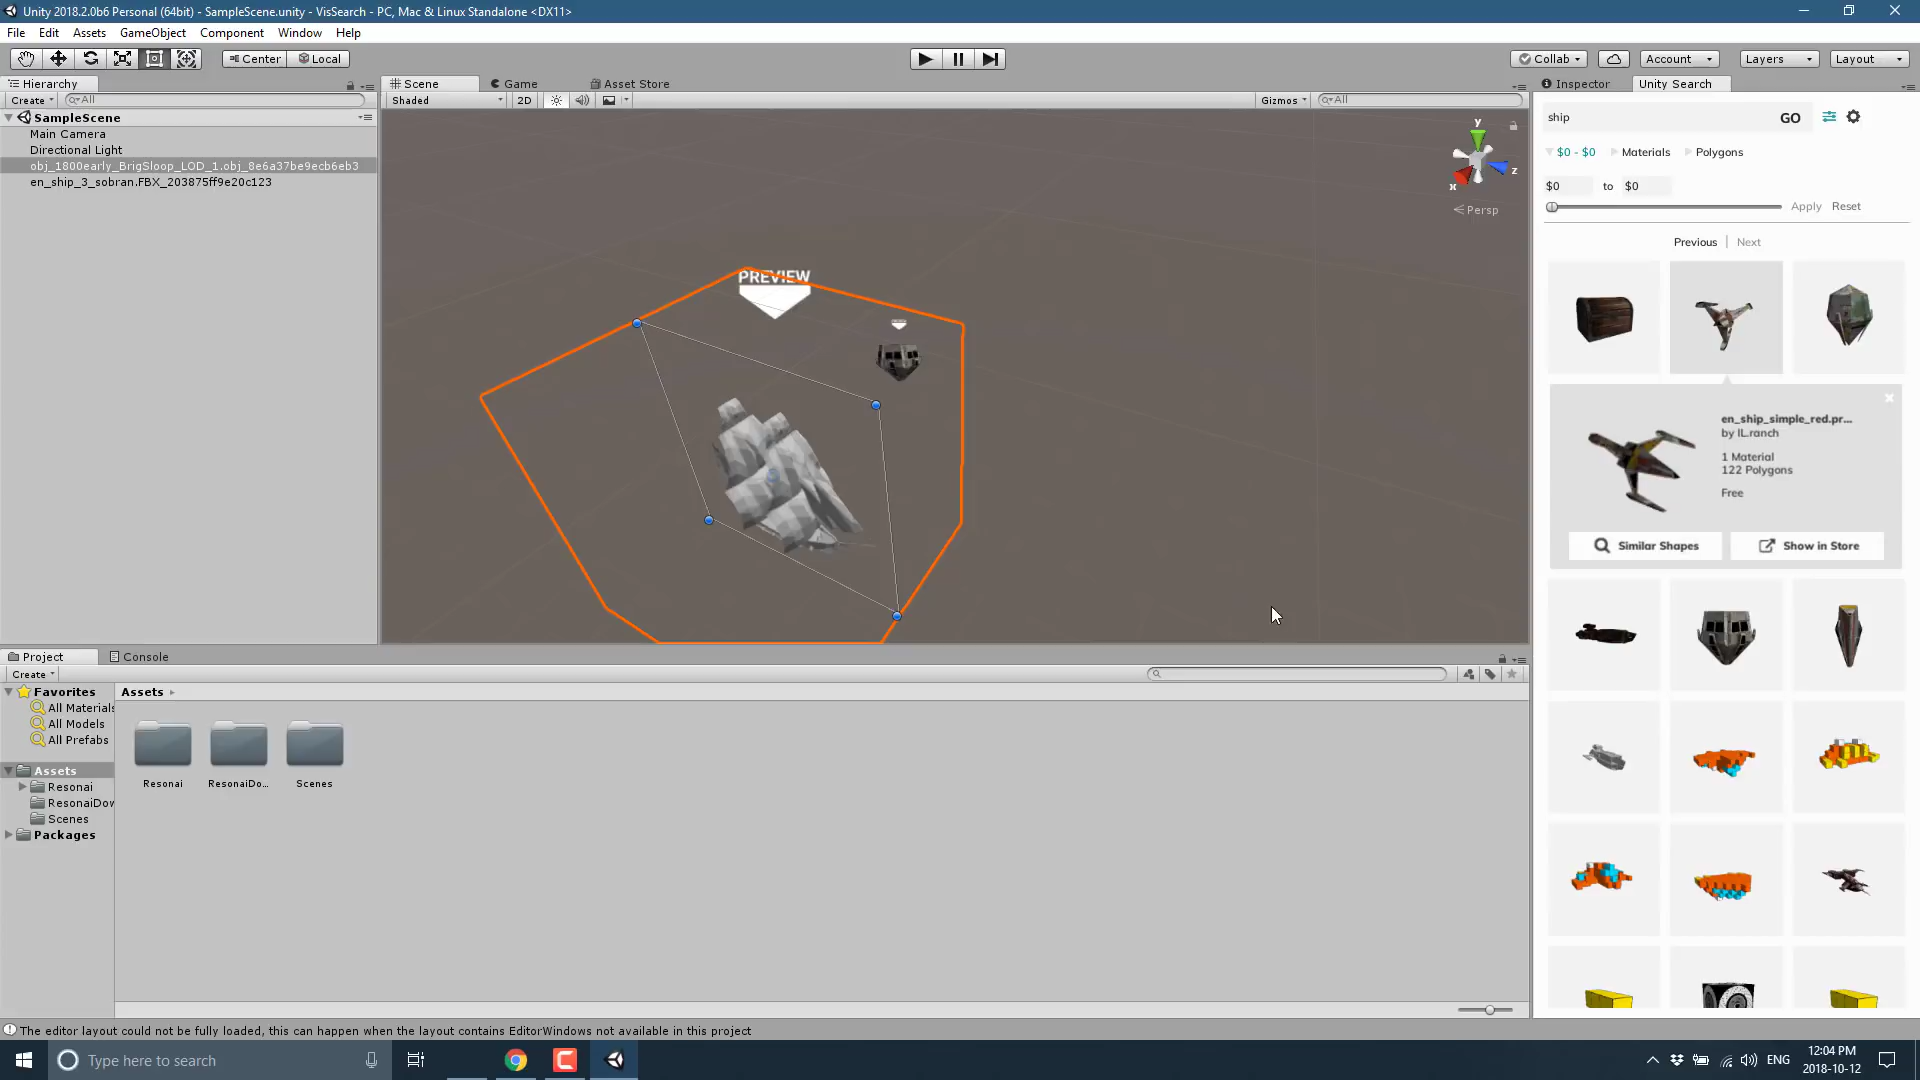 Unity 2018.2.0b6 Personal (64bit) - SampleScene.unity - VisSearch - PC, Mac & Linux Standalone <DX11>
File Edit Assets GameObject Component Window Help
Center Local Collab Account Layers Layout
Hierarchy
Create All
SampleScene
Main Camera
Directional Light
obj_1800early_BrigSloop_LOD_1.obj_8e6a37be9ecb6eb3
en_ship_3_sobran.FBX_203875ff9e20c123
Scene Game Asset Store
Shaded 2D Gizmos All
y
x
z
Persp
PREVIEW
Inspector Unity Search
ship GO
$0 - $0 Materials Polygons
$0 to $0
Apply Reset
Previous | Next
en_ship_simple_red.pr...
by IL.ranch
1 Material
122 Polygons
Free
Similar Shapes Show in Store
Project Console
Create
Favorites
All Materials
All Models
All Prefabs
Assets
Resonai
ResonaiDow
Scenes
Packages
Assets
Resonai ResonaiDo... Scenes
The editor layout could not be fully loaded, this can happen when the layout contains EditorWindows not available in this project
Type here to search
ENG
12:04 PM
2018-10-12